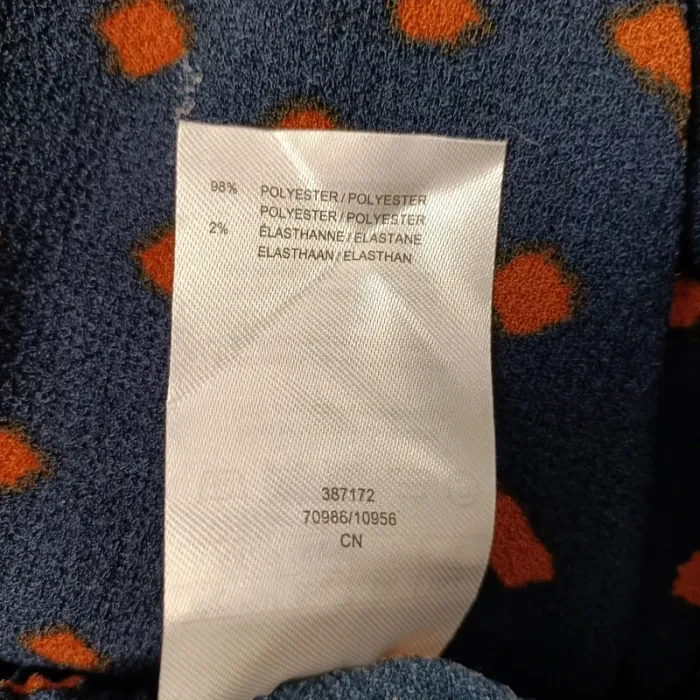 98% POLYESTER / POLYESTER
POLYESTER / POLYESTER
2% ÉLASTHANNE / ELASTANE
ELASTHAAN / ELASTHAN
387172
70986/10956
CN